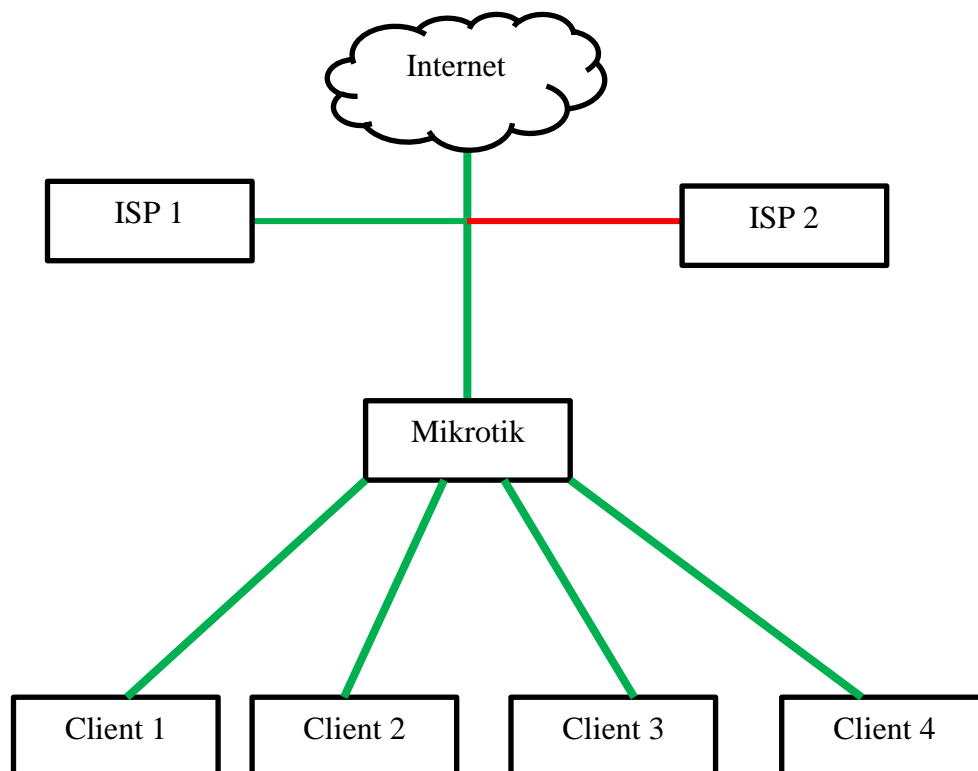 Internet
ISP 1
ISP 2
Mikrotik
Client 1
Client 2
Client 3
Client 4